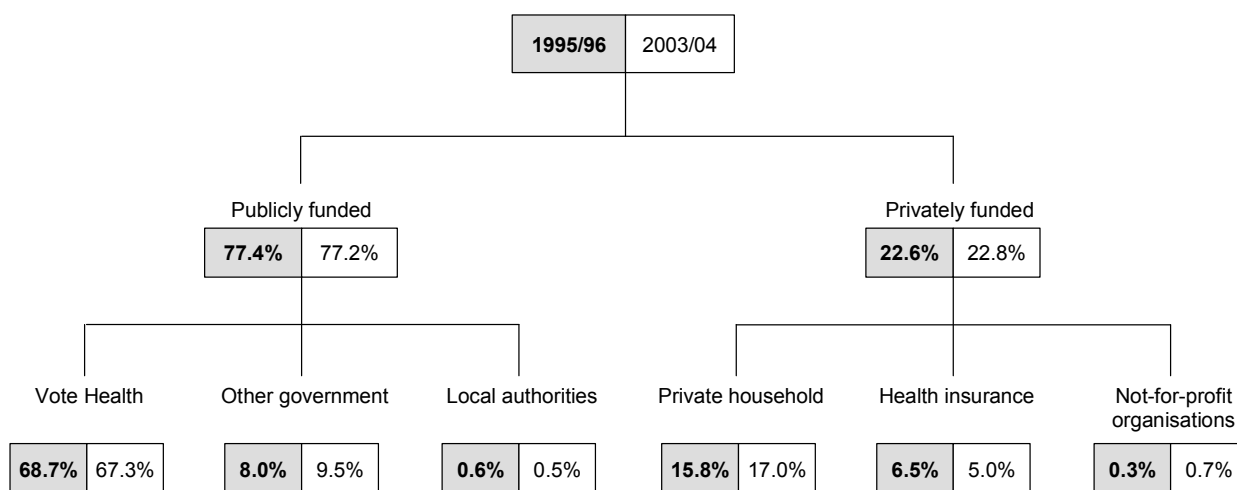 1995/96 2003/04
Publicly funded Privately funded
77.4% 77.2% 22.6% 22.8%
Vote Health Other government Local authorities Private household Health insurance Not-for-profit
organisations
68.7% 67.3% 8.0% 9.5% 0.6% 0.5% 15.8% 17.0% 6.5% 5.0% 0.3% 0.7%